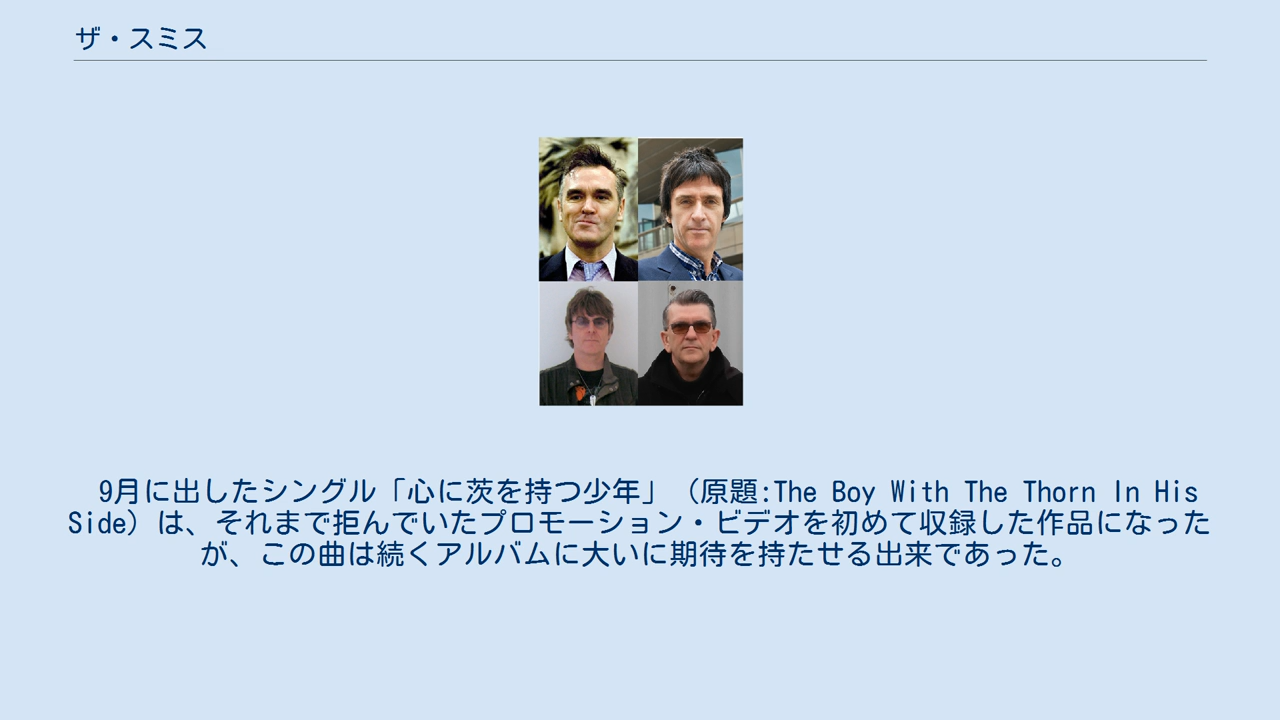 ザ・スミス
9月に出したシングル「心に茨を持つ少年」（原題:The Boy With The Thorn In His
Side）は、それまで拒んでいたプロモーション・ビデオを初めて収録した作品になった
が、この曲は続くアルバムに大いに期待を持たせる出来であった。